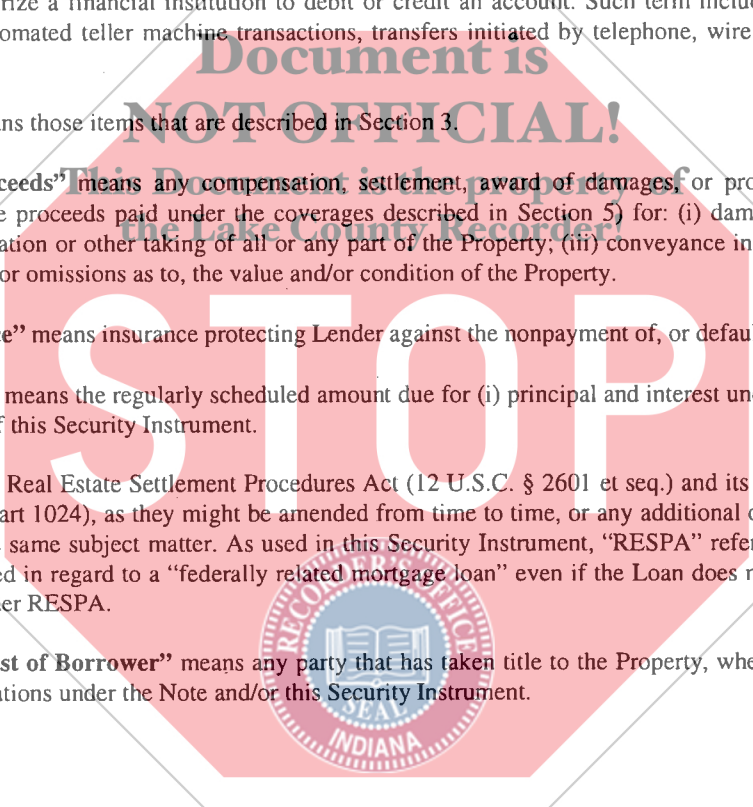 rize a financial institution to debit or credit an account. Such term includ
omated teller machine transactions, transfers initiated by telephone, wire
Document is
NOT OFFICIAL!
ns those items that are described in Section 3.
This Document is the property of
ceeds” means any compensation, settlement, award of damages, or pro
e proceeds paid under the coverages described in Section 5) for: (i) dam
the Lake County Recorder!
ation or other taking of all or any part of the Property; (iii) conveyance in
or omissions as to, the value and/or condition of the Property.
STOP
e” means insurance protecting Lender against the nonpayment of, or defaul
means the regularly scheduled amount due for (i) principal and interest un
f this Security Instrument.
Real Estate Settlement Procedures Act (12 U.S.C. § 2601 et seq.) and its
art 1024), as they might be amended from time to time, or any additional o
same subject matter. As used in this Security Instrument, “RESPA” refer
ed in regard to a “federally related mortgage loan” even if the Loan does n
er RESPA.
RECORDER'S OFFICE
st of Borrower” means any party that has taken title to the Property, whe
ations under the Note and/or this Security Instrument.
SEAL
INDIANA